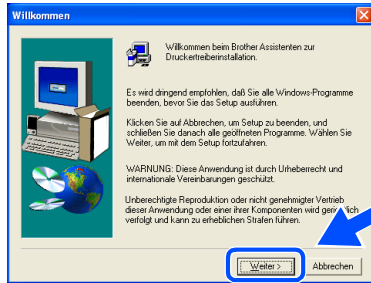 Willkommen
Willkommen beim Brother Assistenten zur
Druckertreiberinstallation.
Es wird dringend empfohlen, daß Sie alle Windows-Programme
beenden, bevor Sie das Setup ausführen.
Klicken Sie auf Abbrechen, um Setup zu beenden, und
schließen Sie danach alle geöffneten Programme. Wählen Sie
Weiter, um mit dem Setup fortzufahren.
WARNUNG: Diese Anwendung ist durch Urheberrecht und
internationale Vereinbarungen geschützt.
Unberechtigte Reproduktion oder nicht genehmigter Vertrieb
dieser Anwendung oder einer ihrer Komponenten wird
verfolgt und kann zu erheblichen Strafen führen.
Weiter >
Abbrechen